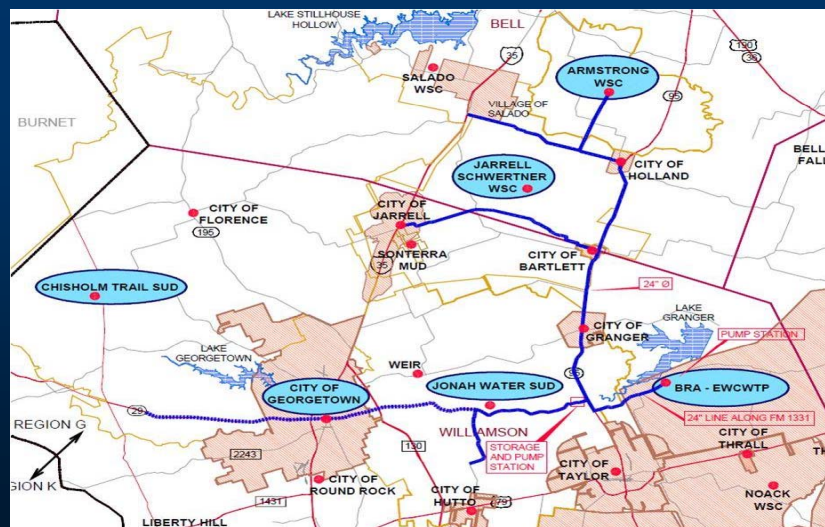 LAKE STILLHOUSE
HOLLOW
BELL
35
190
36
SALADO
WSC
ARMSTRONG
WSC
95
VILLAGE OF
SALADO
BURNET
JARRELL
SCHWERTNER
WSC
CITY OF
HOLLAND
BELL
FALL
CITY OF
FLORENCE
195
CITY OF
JARRELL
SONTERRA
MUD
35
CITY OF
BARTLETT
CHISHOLM TRAIL SUD
24" Ø
LAKE
GRANGER
CITY OF
GRANGER
PUMP STATION
LAKE
GEORGETOWN
WEIR
95
CITY OF
GEORGETOWN
JONAH WATER SUD
BRA - EWCWTP
29
24" LINE ALONG FM 1331
REGION G
GION K
WILLIAMSON
130
2243
STORAGE
AND PUMP
STATION
CITY OF
THRALL
TH
CITY OF
ROUND ROCK
CITY OF
TAYLOR
1431
CITY OF
HUTTO
79
NOACK
WSC
LIBERTY HILL